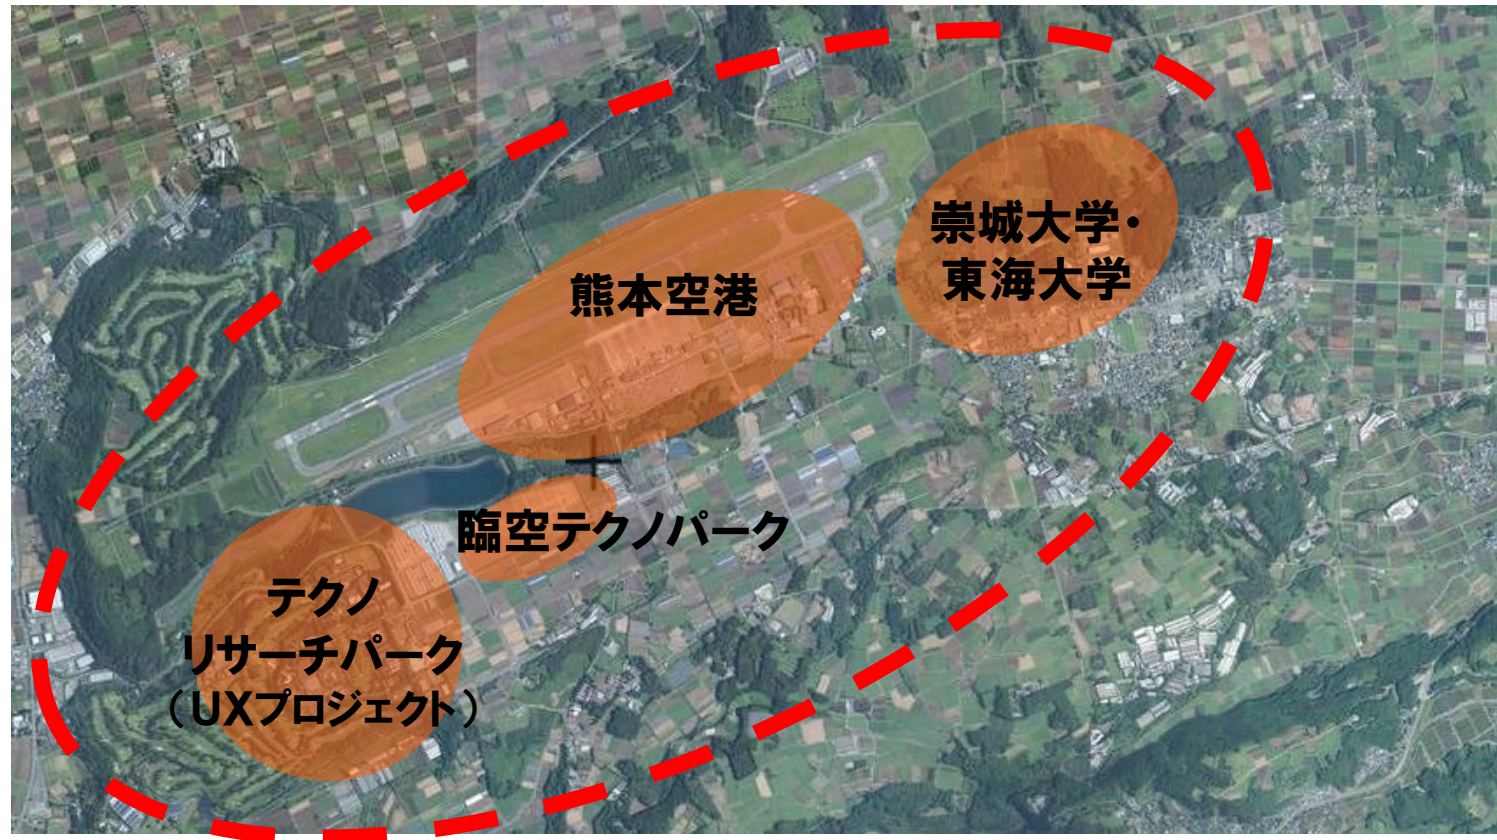 崇城大学・
東海大学
熊本空港
臨空テクノパーク
テクノ
リサーチパーク
（UXプロジェクト）